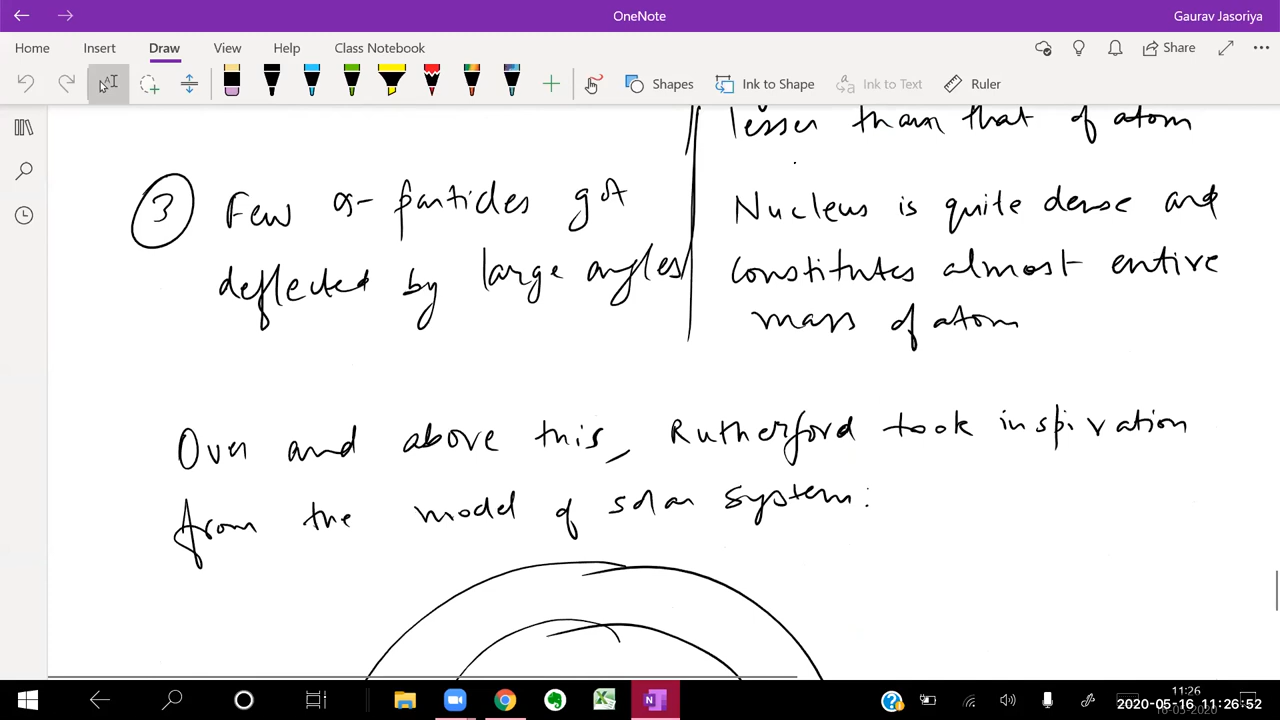 OneNote
Gaurav Jasoriya
Home Insert Draw View Help Class Notebook
Share
Shapes Ink to Shape Ink to Text Ruler
lesser than that of atom
③ Few α- particles got
deflected by large angles
Nucleus is quite dense and
constitutes almost entire
mass of atom
Over and above this, Rutherford took inspiration
from the model of solar system:
11:26
2020-05-16 11:26:52